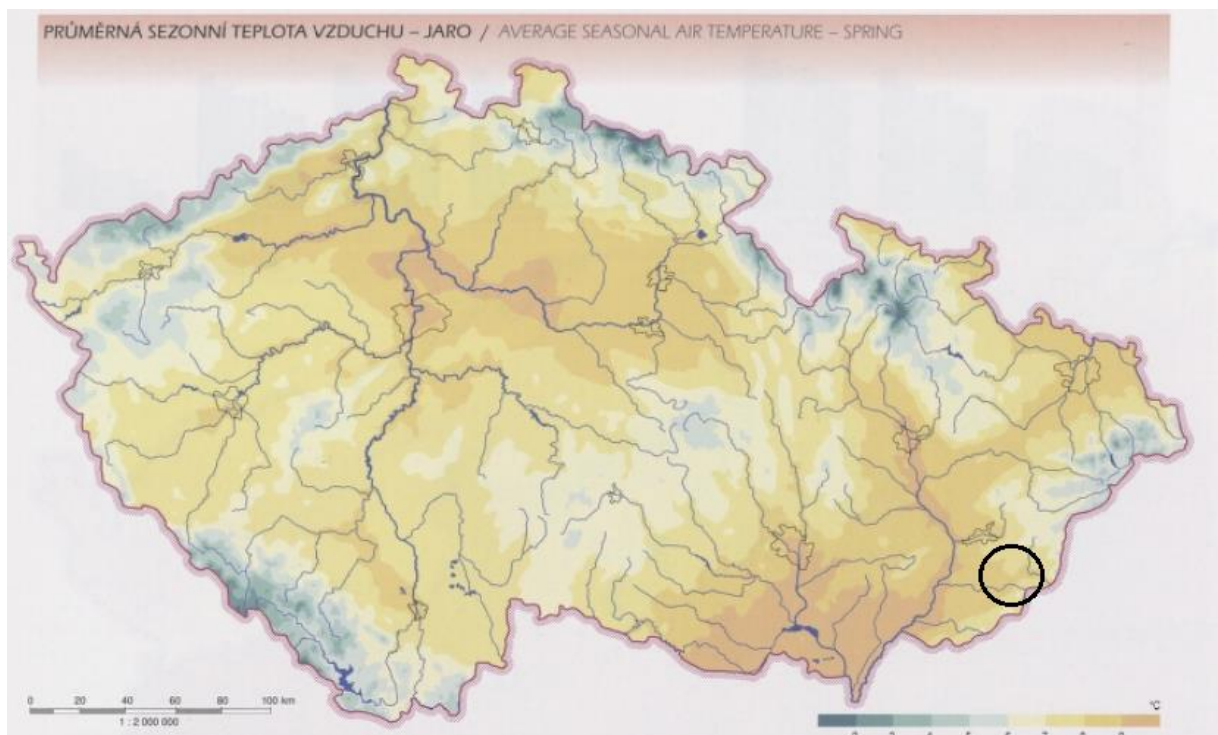 PRŮMĚRNÁ SEZONNÍ TEPLOTA VZDUCHU – JARO / AVERAGE SEASONAL AIR TEMPERATURE – SPRING
0 20 40 60 80 100 km
1 : 2 000 000
°C